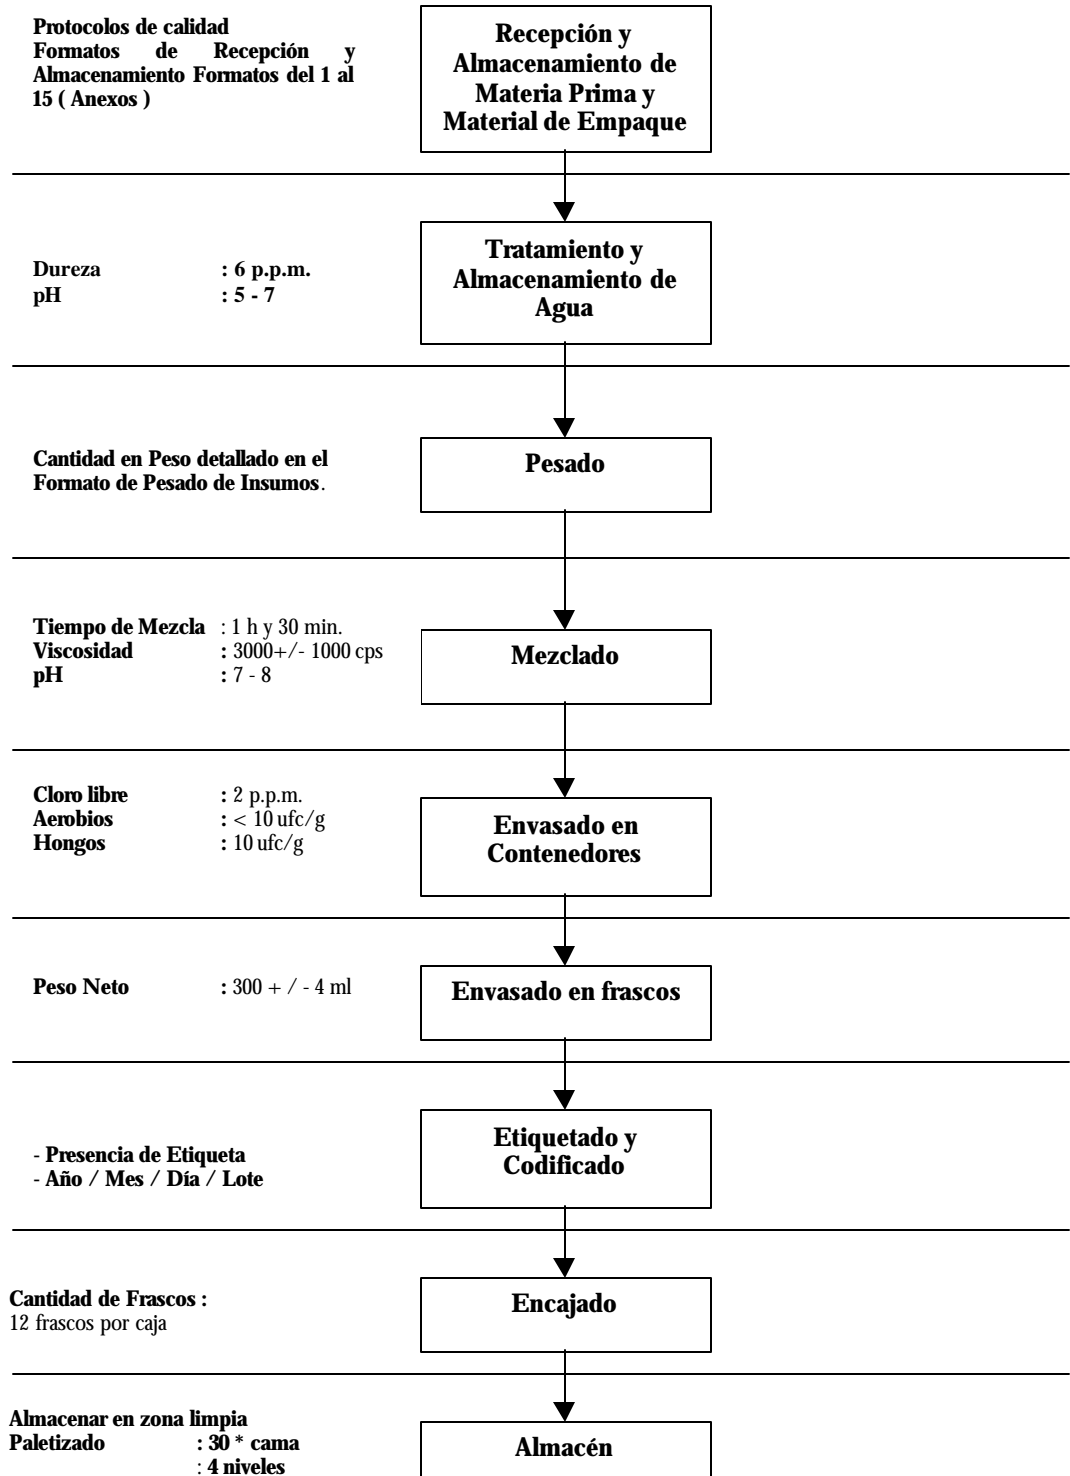 Protocolos de calidad
Formatos de Recepción y
Almacenamiento Formatos del 1 al
15 ( Anexos )
Recepción y
Almacenamiento de
Materia Prima y
Material de Empaque
Dureza : 6 p.p.m.
pH : 5 - 7
Tratamiento y
Almacenamiento de
Agua
Cantidad en Peso detallado en el
Formato de Pesado de Insumos.
Pesado
Tiempo de Mezcla : 1 h y 30 min.
Viscosidad : 3000+/- 1000 cps
pH : 7 - 8
Mezclado
Cloro libre : 2 p.p.m.
Aerobios : < 10 ufc/g
Hongos : 10 ufc/g
Envasado en
Contenedores
Peso Neto : 300 + / - 4 ml
Envasado en frascos
- Presencia de Etiqueta
- Año / Mes / Día / Lote
Etiquetado y
Codificado
Cantidad de Frascos :
12 frascos por caja
Encajado
Almacenar en zona limpia
Paletizado : 30 * cama
: 4 niveles
Almacén